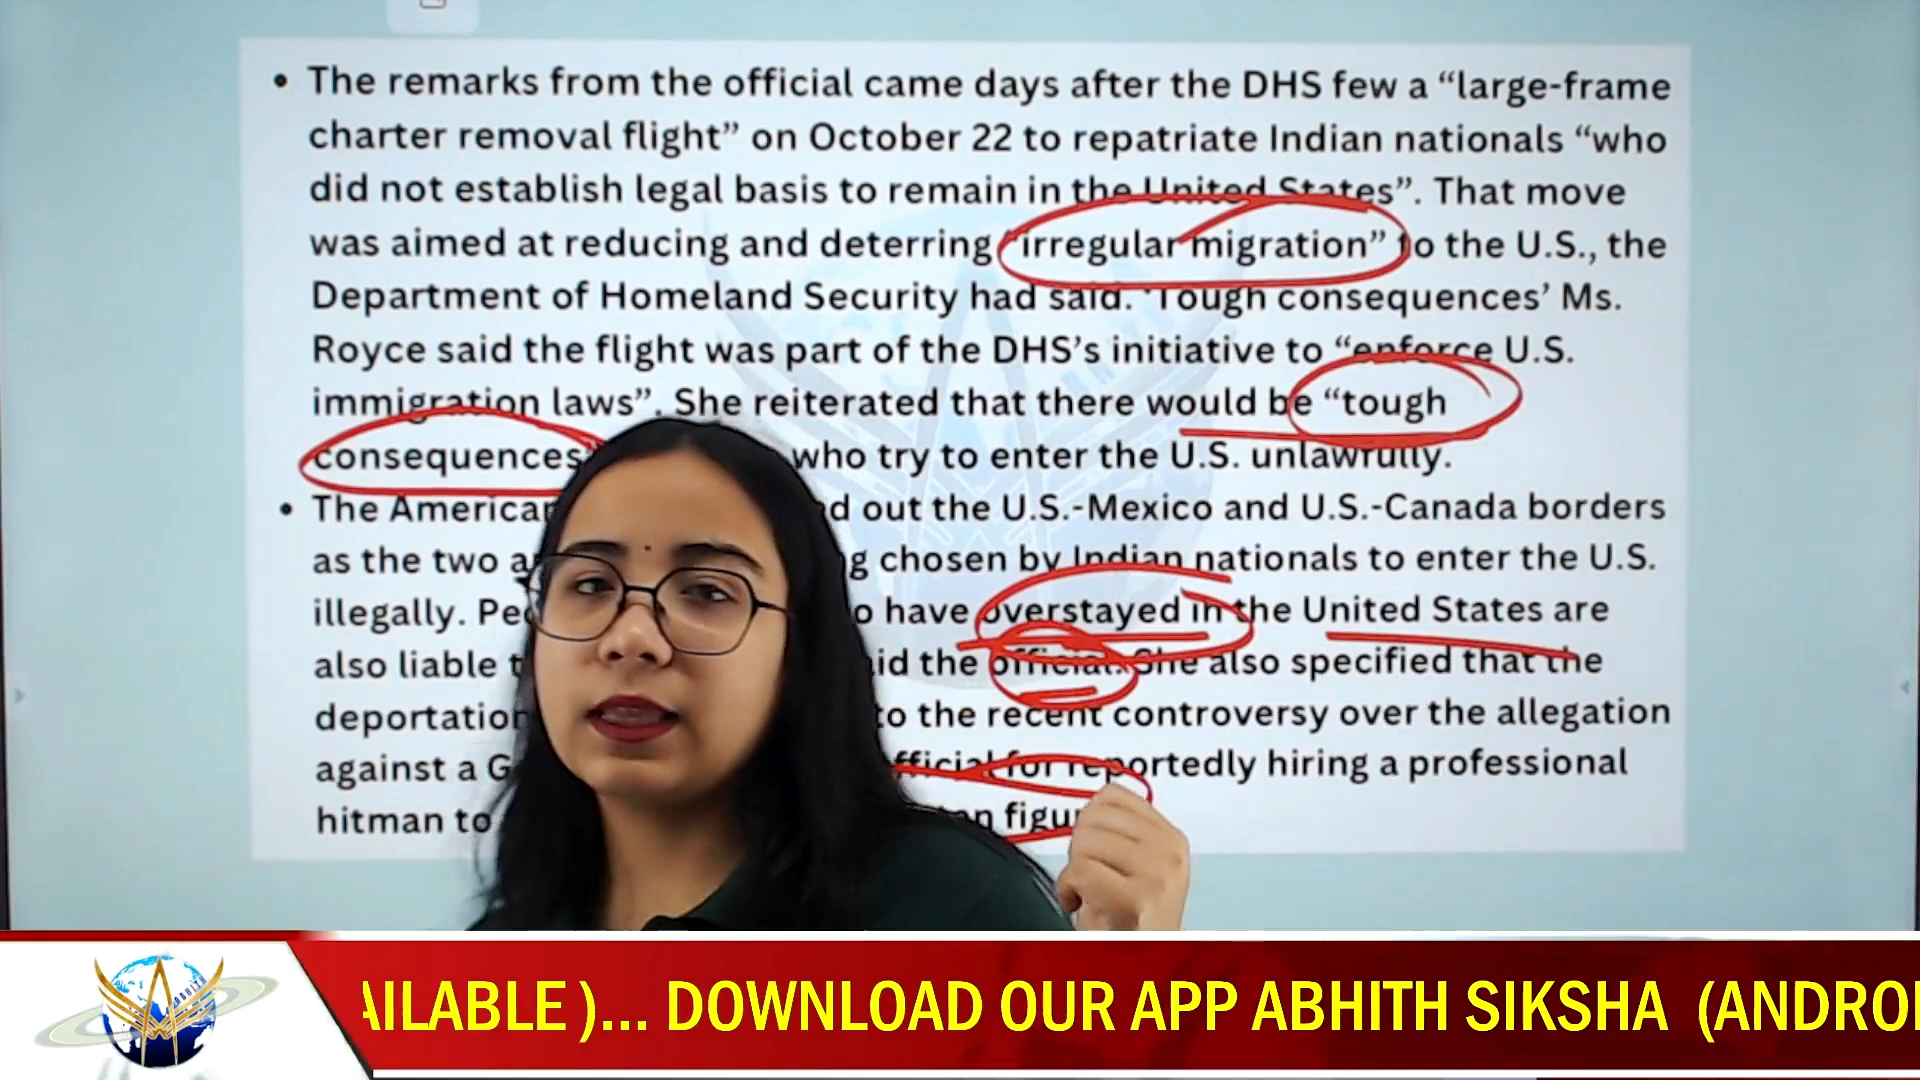 • The remarks from the official came days after the DHS few a “large-frame
charter removal flight” on October 22 to repatriate Indian nationals “who
did not establish legal basis to remain in the United States”. That move
was aimed at reducing and deterring “irregular migration” to the U.S., the
Department of Homeland Security had said. ‘Tough consequences’ Ms.
Royce said the flight was part of the DHS’s initiative to “enforce U.S.
immigration laws”. She reiterated that there would be “tough
consequences who try to enter the U.S. unlawfully.
• The American out the U.S.-Mexico and U.S.-Canada borders
as the two chosen by Indian nationals to enter the U.S.
illegally. have overstayed in the United States are
also liable the official. She also specified that the
deportation to the recent controversy over the allegation
against a official for reportedly hiring a professional
hitman to
ABHITH
AILABLE )... DOWNLOAD OUR APP ABHITH SIKSHA (ANDROI